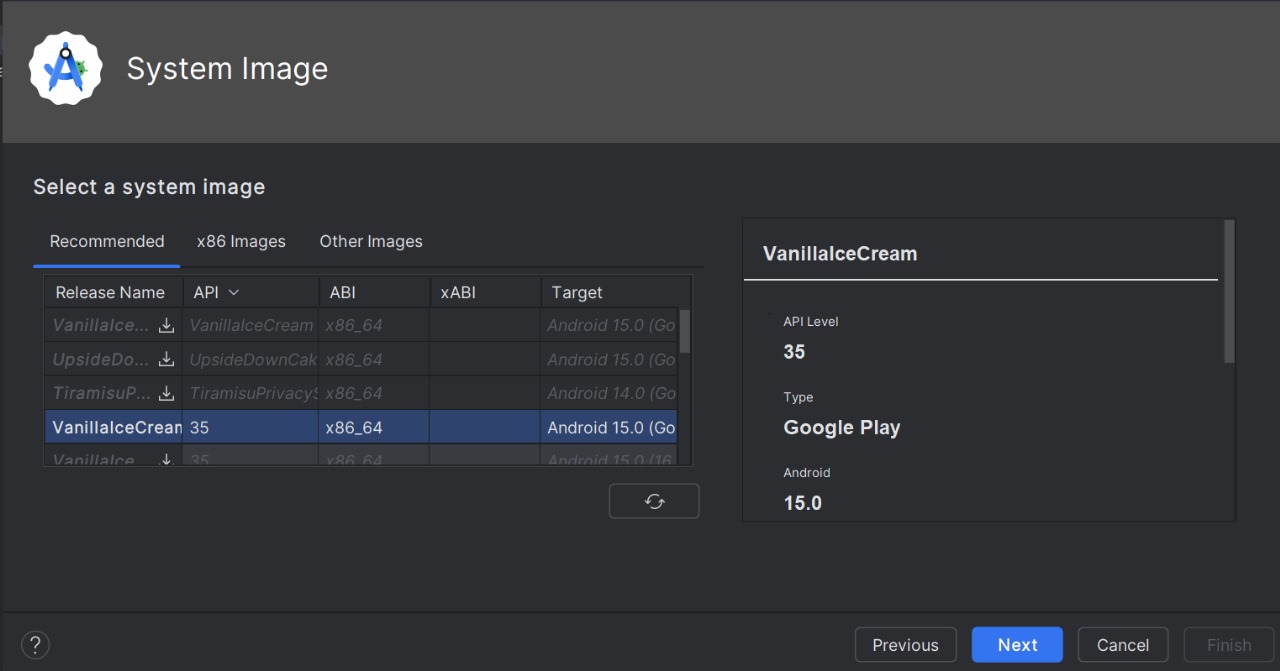 System Image
Select a system image
Recommended x86 Images Other Images
Release Name API ABI xABI Target
VanillaIce... VanillaIceCream x86_64 Android 15.0 (Go
UpsideDo... UpsideDownCak x86_64 Android 15.0 (Go
TiramisuP... TiramisuPrivacyS x86_64 Android 14.0 (Go
VanillaIceCream 35 x86_64 Android 15.0 (Go
VanillaIce 35 x86_64 Android 15.0 (16
VanillaIceCream
API Level
35
Type
Google Play
Android
15.0
? Previous Next Cancel Finish